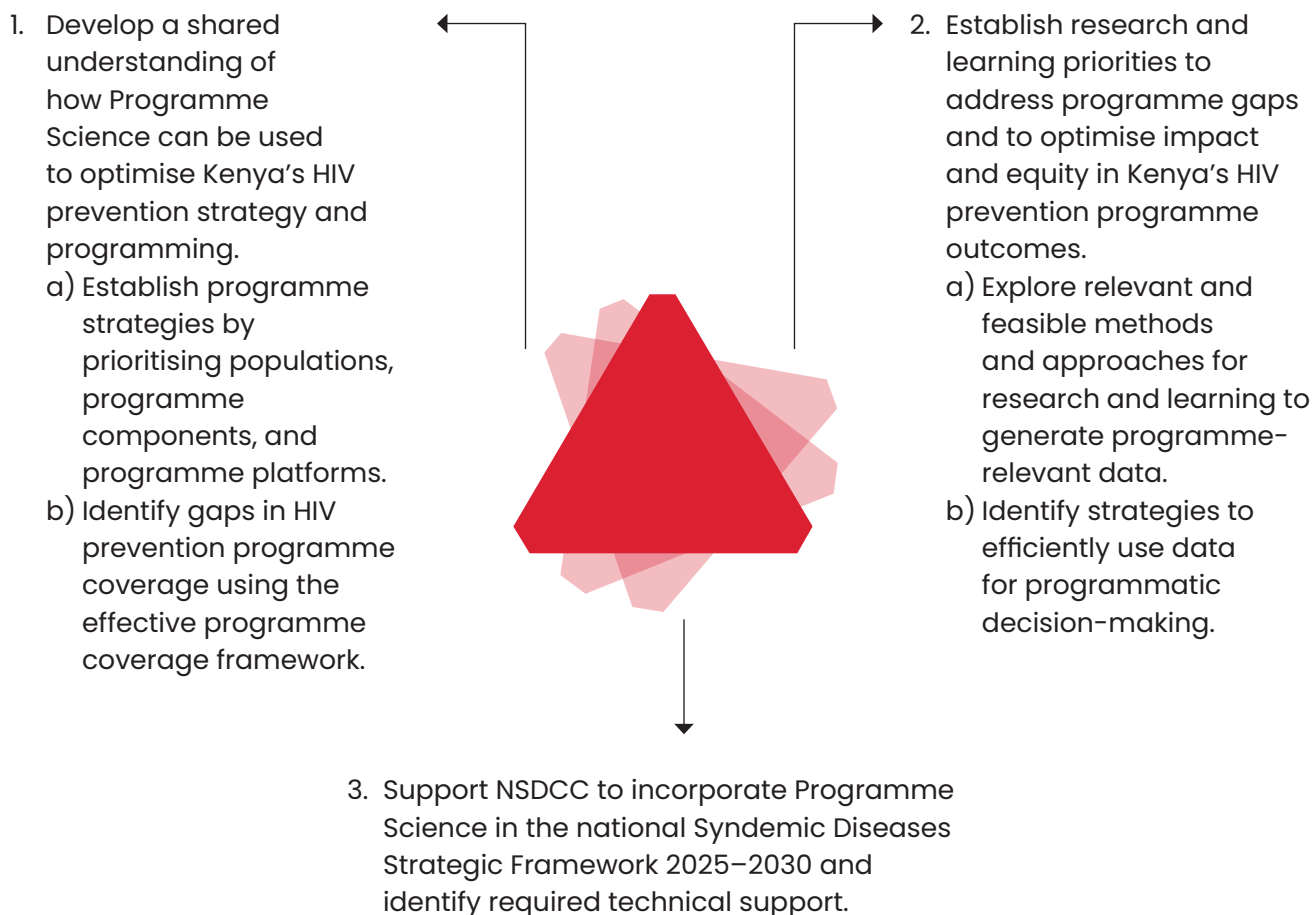 1. Develop a shared
understanding of
how Programme
Science can be used
to optimise Kenya's HIV
prevention strategy and
programming.
a) Establish programme
strategies by
prioritising populations,
programme
components, and
programme platforms.
b) Identify gaps in HIV
prevention programme
coverage using the
effective programme
coverage framework.
2. Establish research and
learning priorities to
address programme gaps
and to optimise impact
and equity in Kenya's HIV
prevention programme
outcomes.
a) Explore relevant and
feasible methods
and approaches for
research and learning to
generate programme-
relevant data.
b) Identify strategies to
efficiently use data
for programmatic
decision-making.
3. Support NSDCC to incorporate Programme
Science in the national Syndemic Diseases
Strategic Framework 2025–2030 and
identify required technical support.